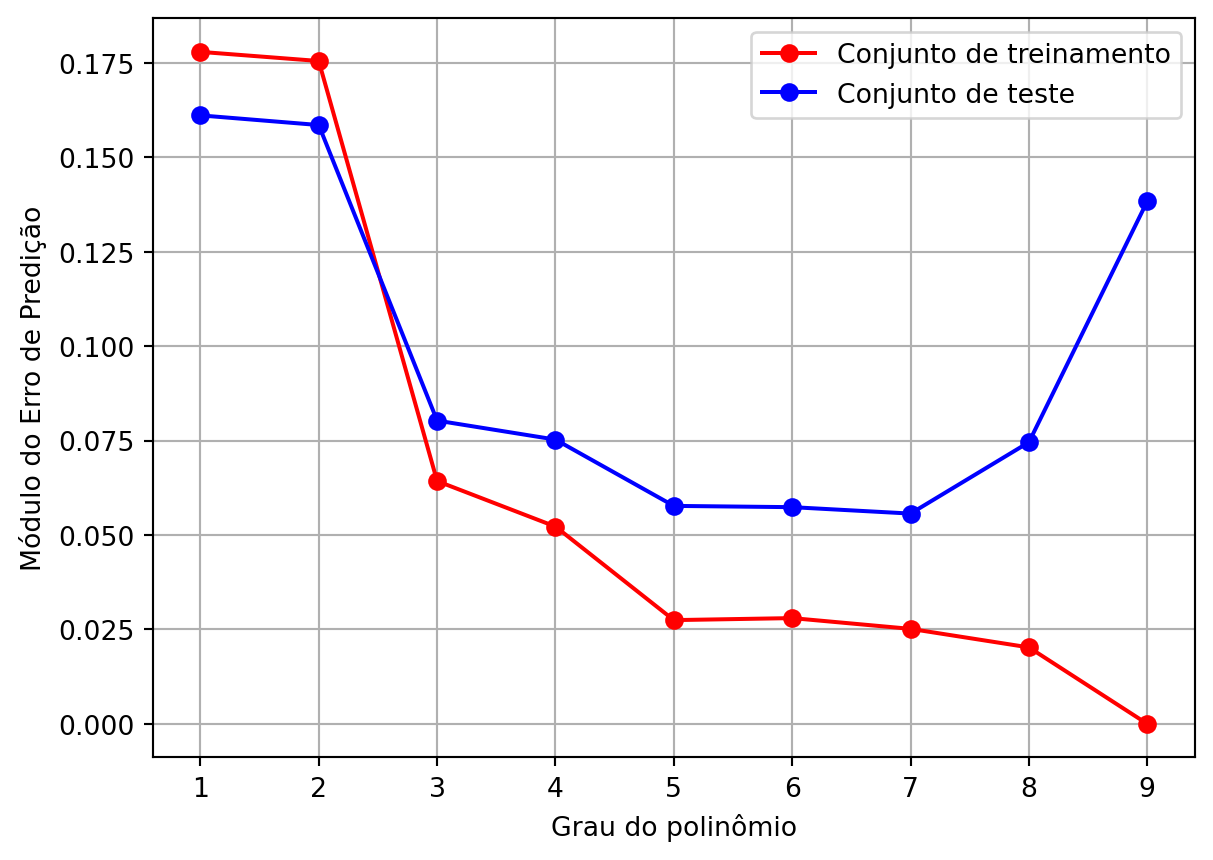 Conjunto de treinamento
Conjunto de teste
Módulo do Erro de Predição
0.175
0.150
0.125
0.100
0.075
0.050
0.025
0.000
1 2 3 4 5 6 7 8 9
Grau do polinômio